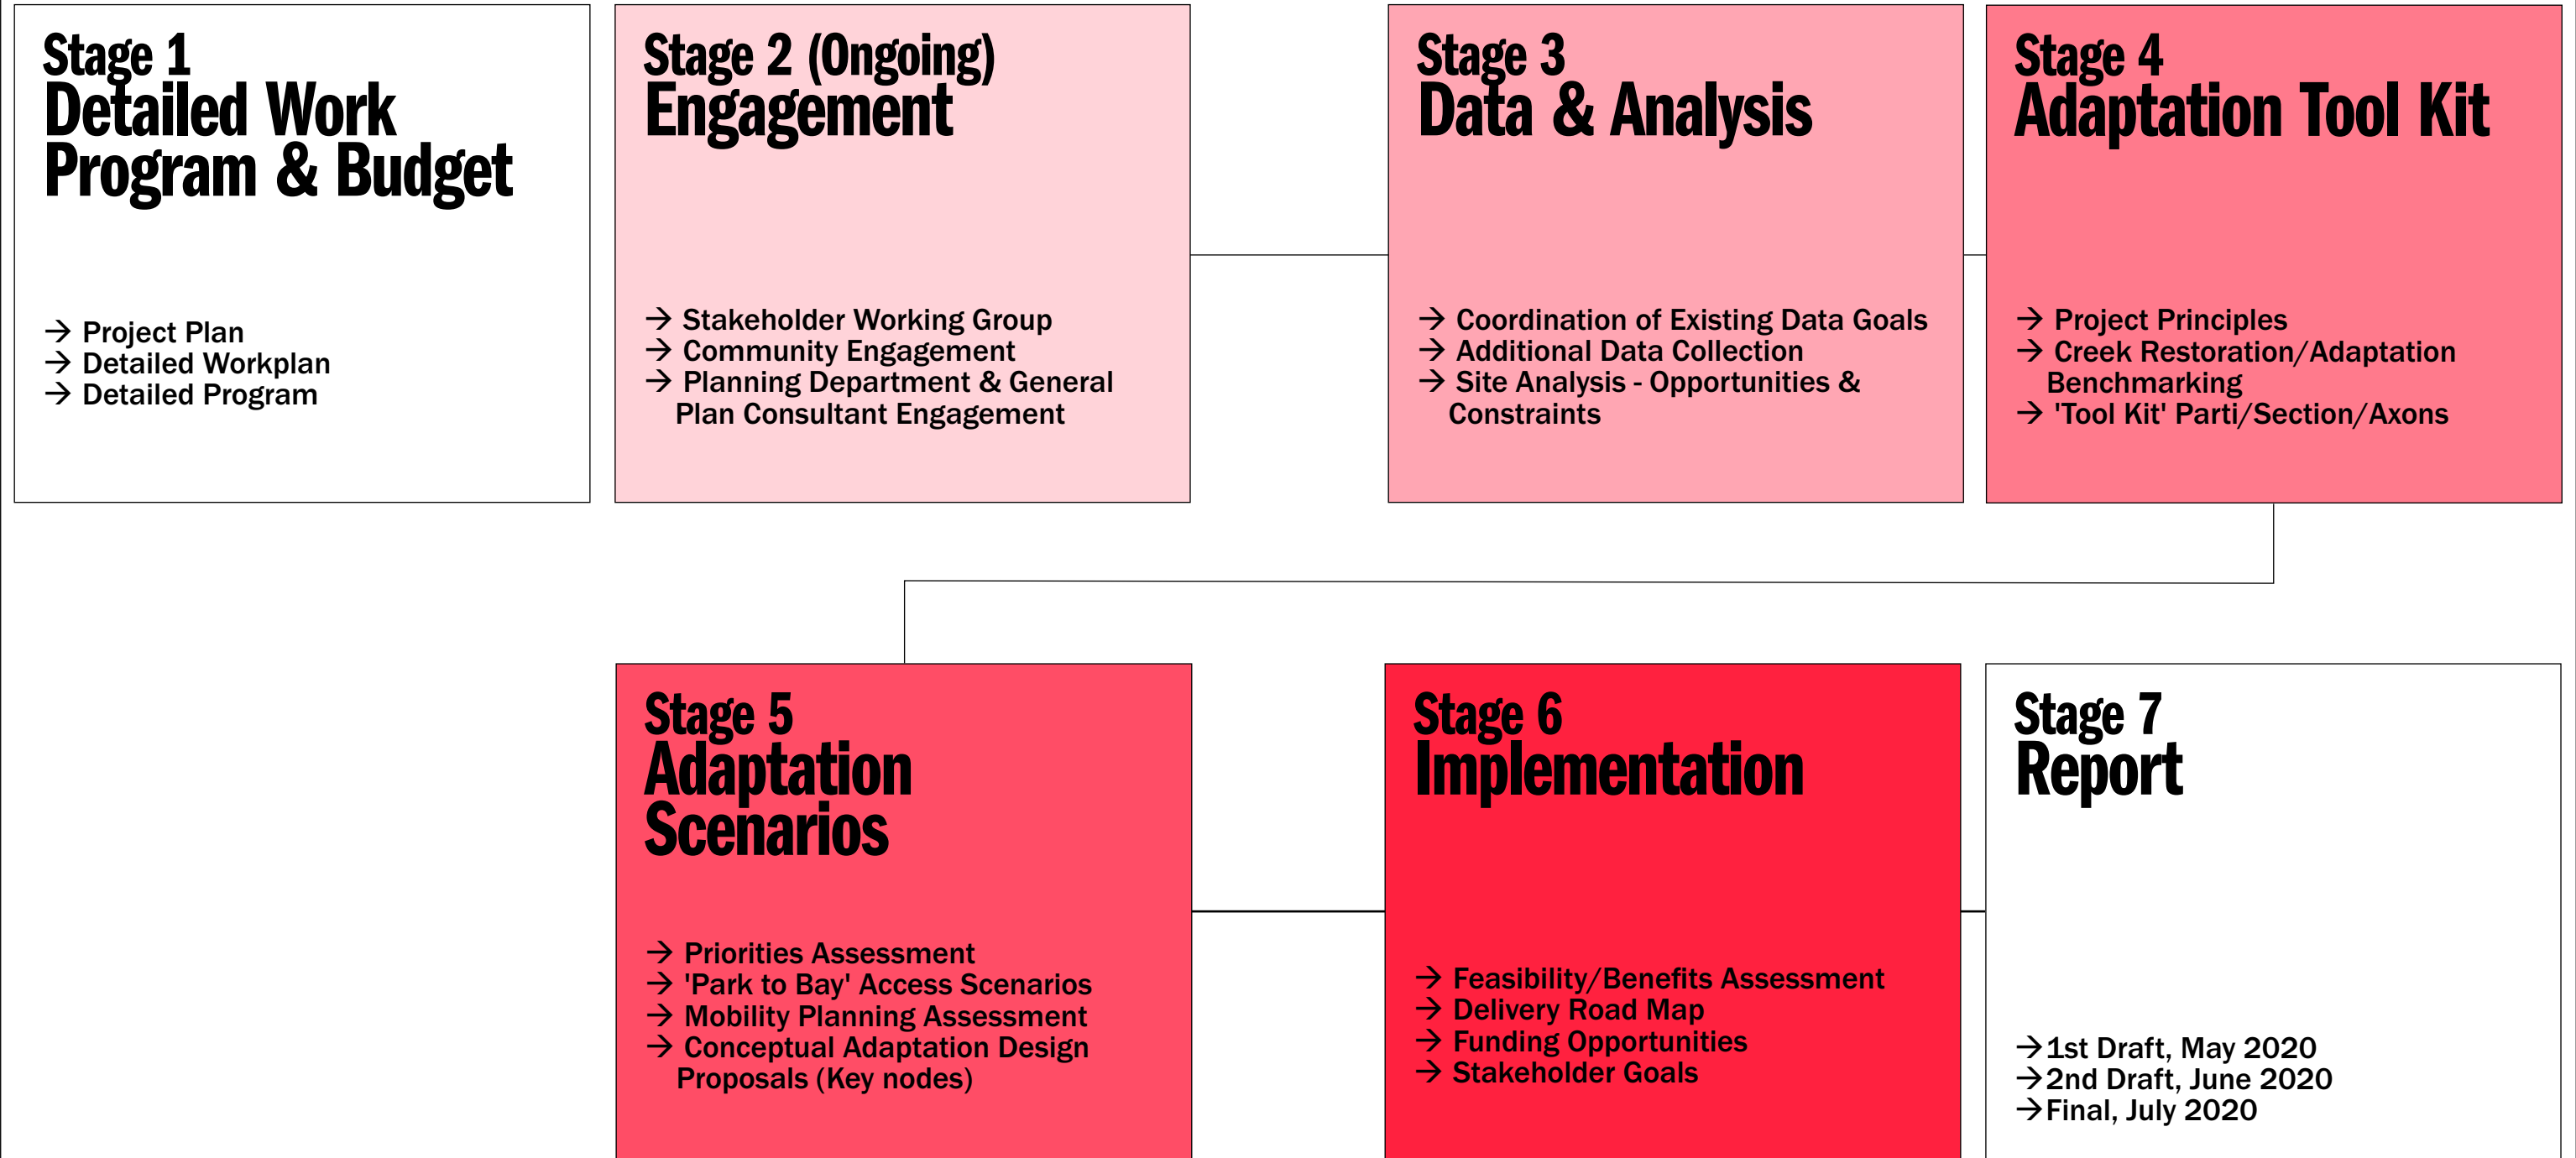 Stage 1
Detailed Work
Program & Budget
→ Project Plan
→ Detailed Workplan
→ Detailed Program
Stage 2 (Ongoing)
Engagement
→ Stakeholder Working Group
→ Community Engagement
→ Planning Department & General
Plan Consultant Engagement
Stage 3
Data & Analysis
→ Coordination of Existing Data Goals
→ Additional Data Collection
→ Site Analysis - Opportunities &
Constraints
Stage 4
Adaptation Tool Kit
→ Project Principles
→ Creek Restoration/Adaptation
Benchmarking
→ 'Tool Kit' Parti/Section/Axons
Stage 5
Adaptation
Scenarios
→ Priorities Assessment
→ 'Park to Bay' Access Scenarios
→ Mobility Planning Assessment
→ Conceptual Adaptation Design
Proposals (Key nodes)
Stage 6
Implementation
→ Feasibility/Benefits Assessment
→ Delivery Road Map
→ Funding Opportunities
→ Stakeholder Goals
Stage 7
Report
→1st Draft, May 2020
→2nd Draft, June 2020
→Final, July 2020